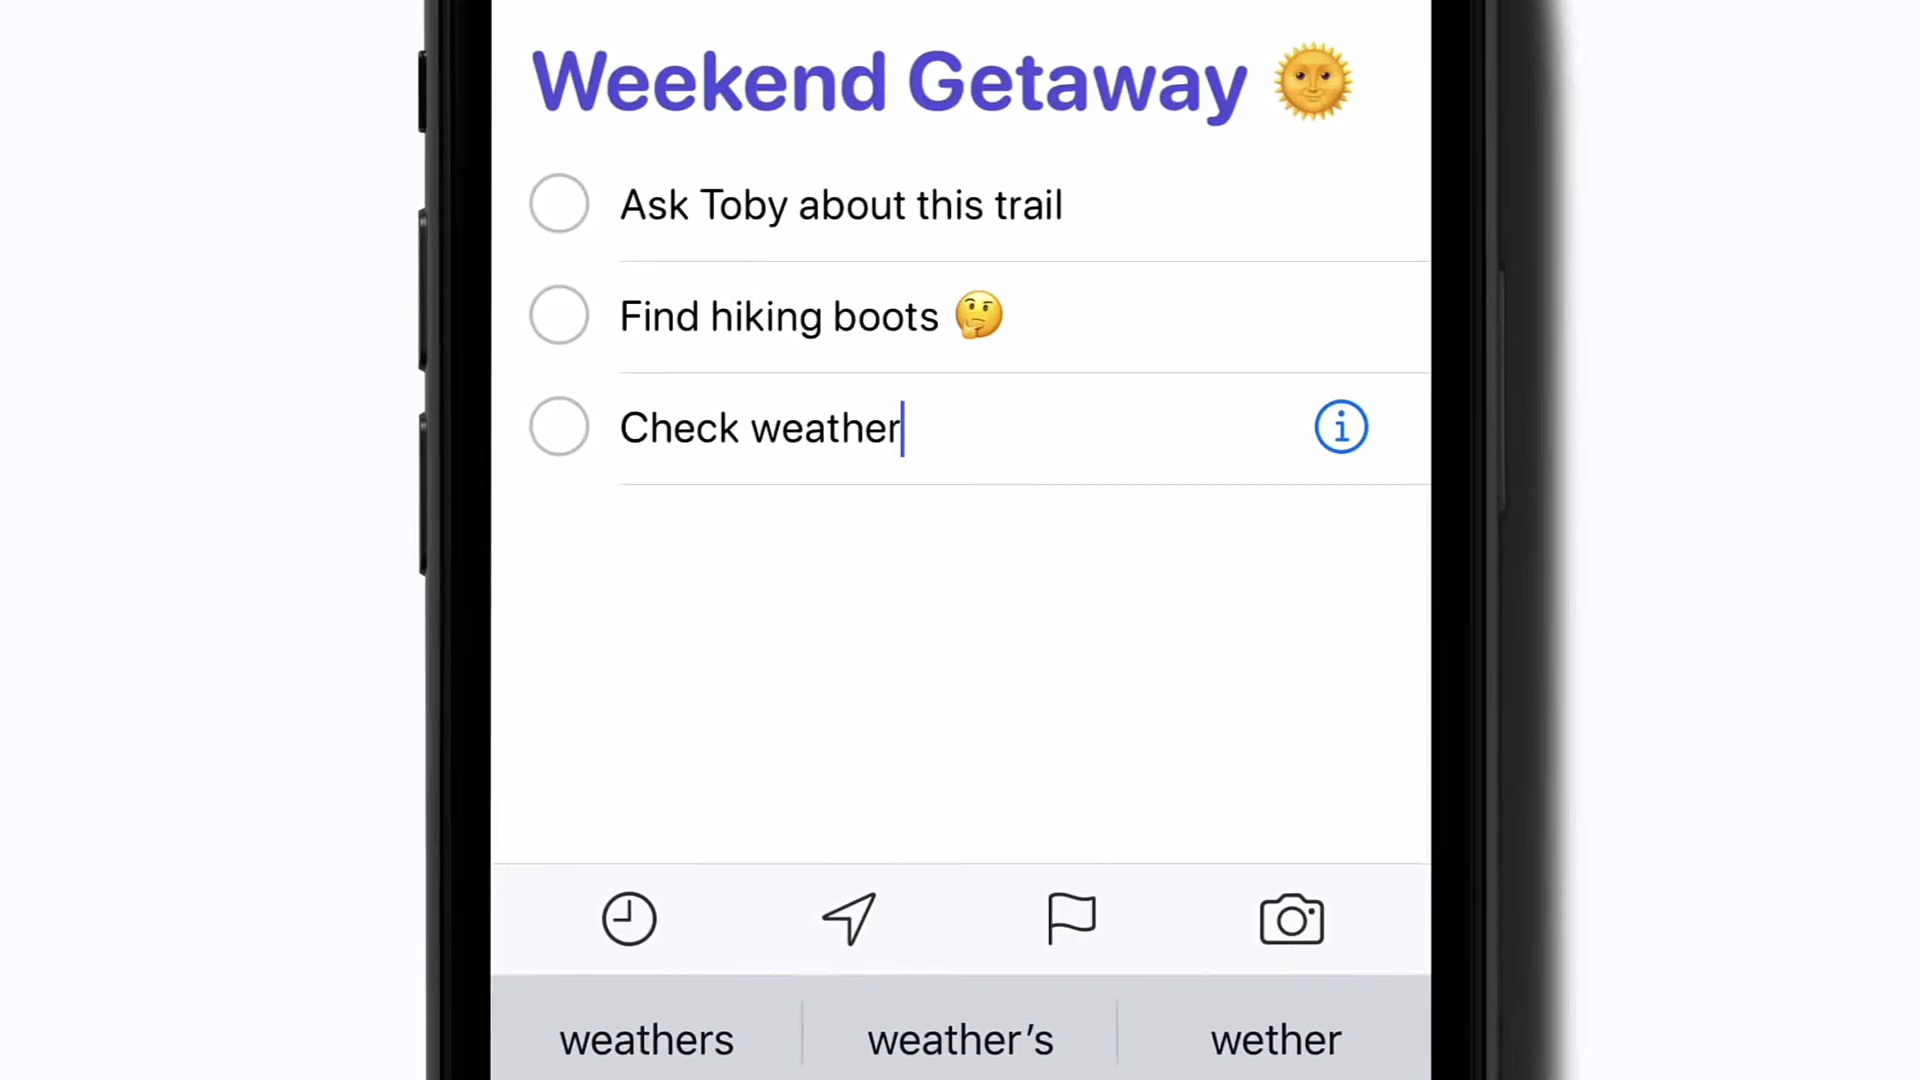 Weekend Getaway 🌞
Ask Toby about this trail
Find hiking boots 🤔
Check weather
weathers weather’s wether